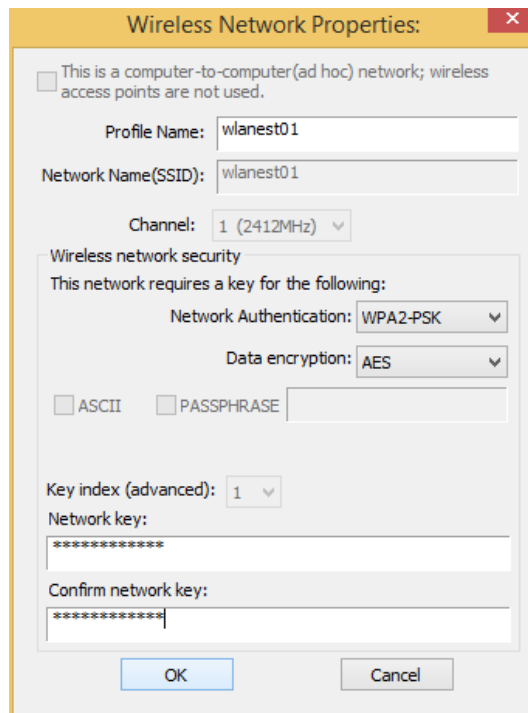 Wireless Network Properties:
This is a computer-to-computer(ad hoc) network; wireless
access points are not used.
Profile Name: wlanest01
Network Name(SSID): wlanest01
Channel: 1 (2412MHz)
Wireless network security
This network requires a key for the following:
Network Authentication: WPA2-PSK
Data encryption: AES
ASCII PASSPHRASE
Key index (advanced): 1
Network key:
************
Confirm network key:
************
OK Cancel